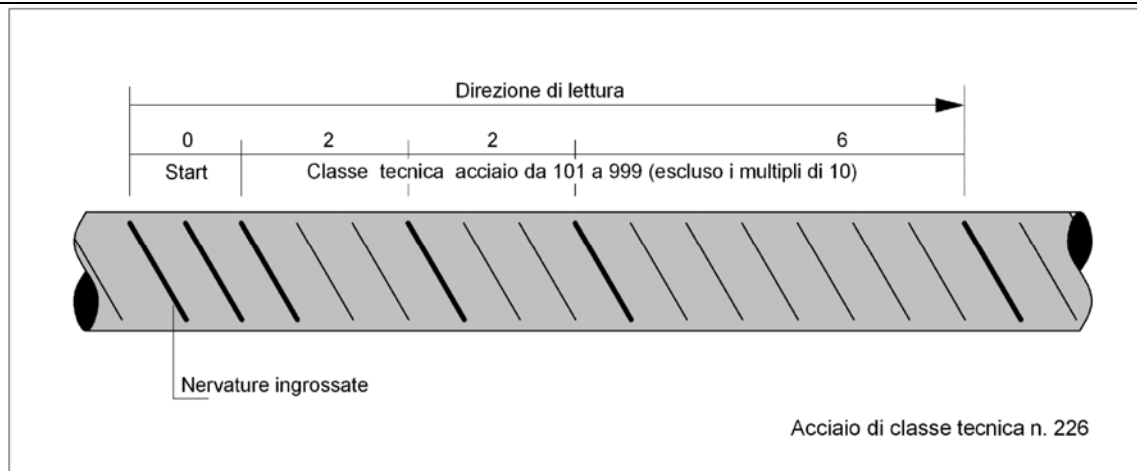 Direzione di lettura
0 2 2 6
Start Classe tecnica acciaio da 101 a 999 (escluso i multipli di 10)
Nervature ingrossate
Acciaio di classe tecnica n. 226